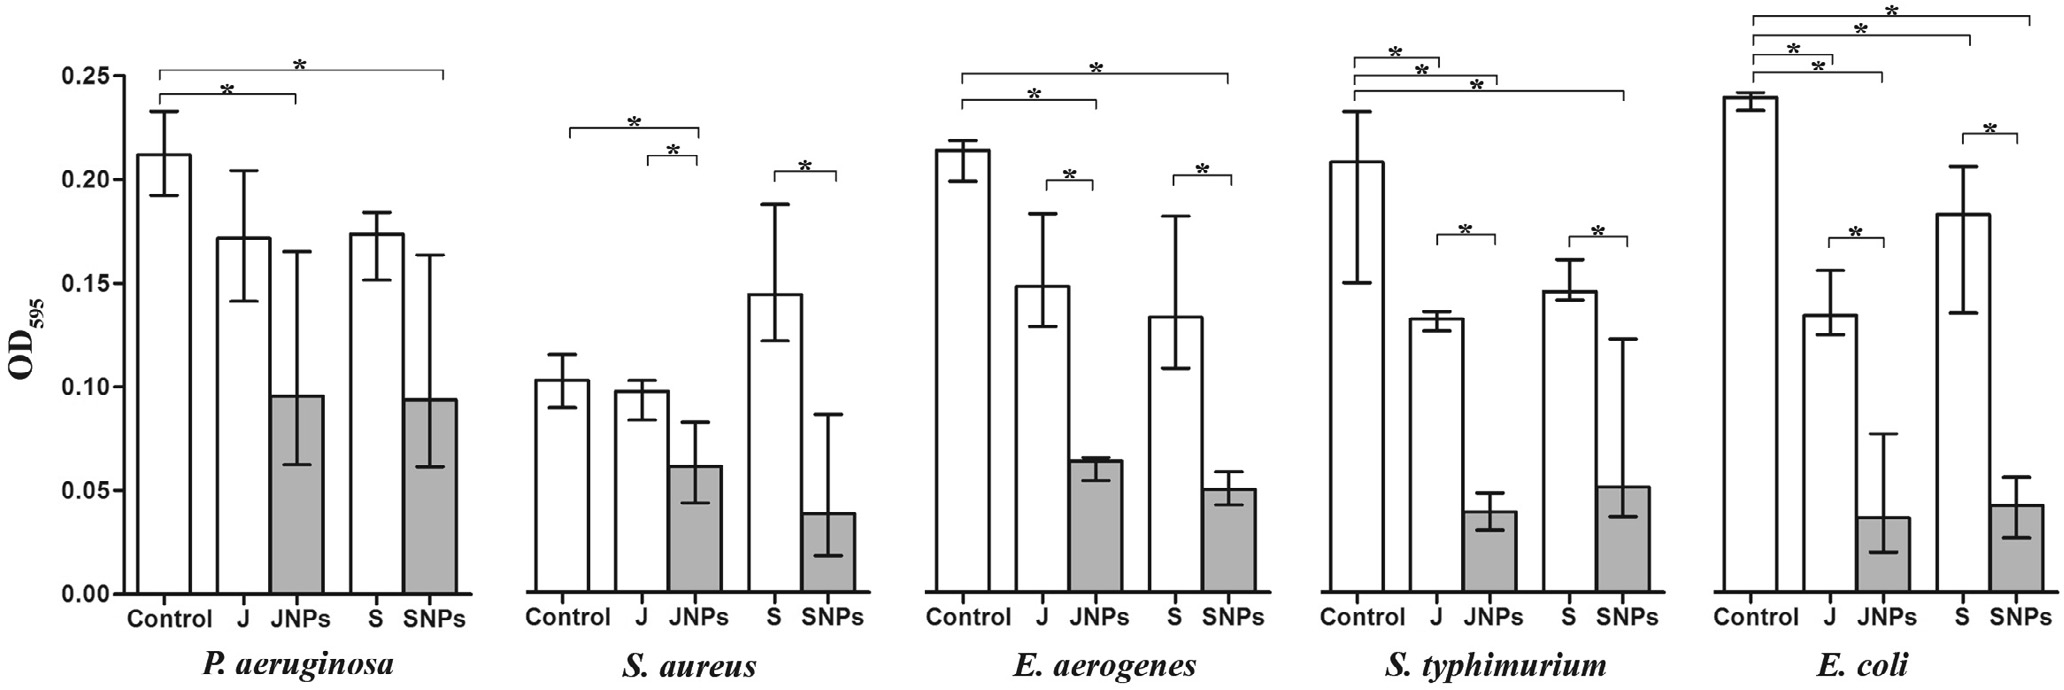 * * * *
* * *
* * * *
* *
0.25
* *
0.20
*
*
* *
* *
*
* *
*
0.15
0.10
0.05
0.00
OD595
Control J JNPs S SNPs
Control J JNPs S SNPs
Control J JNPs S SNPs
Control J JNPs S SNPs
Control J JNPs S SNPs
P. aeruginosa
S. aureus
E. aerogenes
S. typhimurium
E. coli